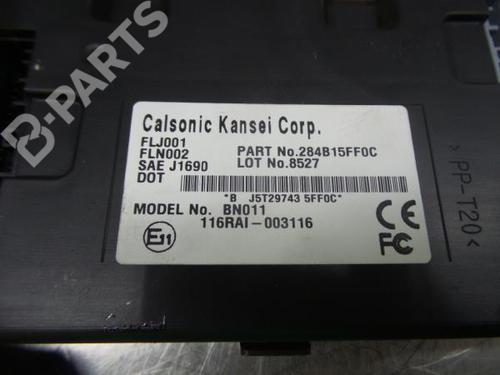 B-PARTS
Calsonic Kansei Corp.
FLJ001
FLN002 PART No.284B15FF0C
SAE J1690 LOT No.8527
DOT
*B J5T29743 5FF0C*
MODEL No. BN011
116RAI-003116
E11
CE
FC
>PP-T20<